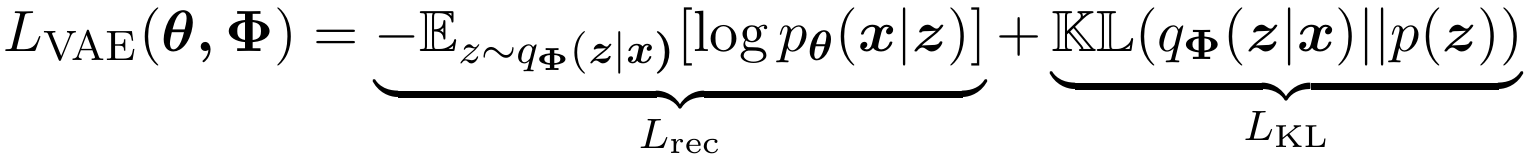 L_VAE(θ, Φ) = −𝔼_{z∼q_Φ(z|x)}[log p_θ(x|z)] + 𝕂𝕃(q_Φ(z|x)||p(z))
L_rec L_KL